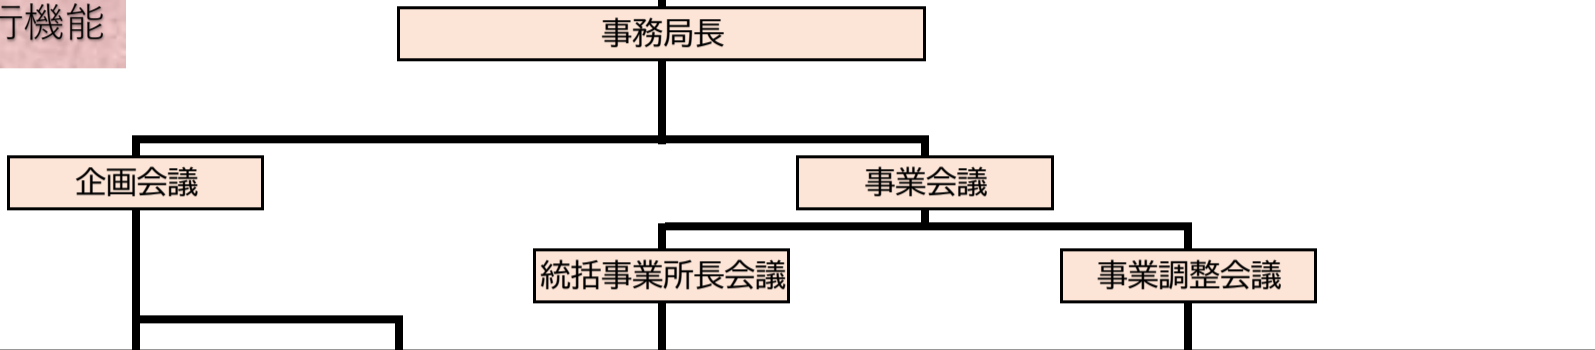 行機能
事務局長
企画会議
事業会議
統括事業所長会議
事業調整会議